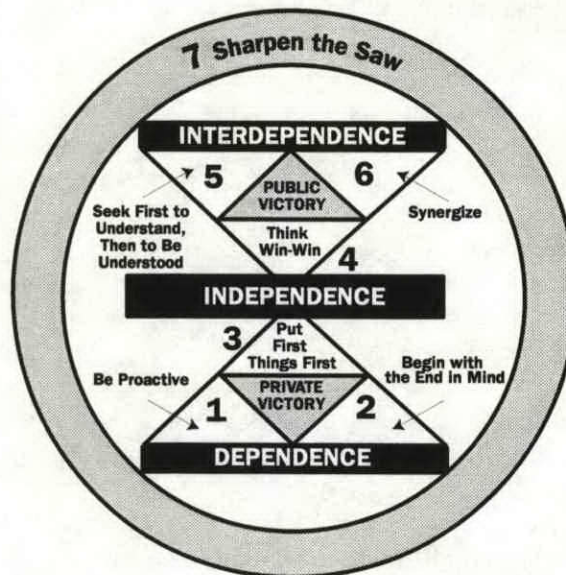 7 Sharpen the Saw
INTERDEPENDENCE
5
6
PUBLIC
VICTORY
Seek First to
Understand,
Then to Be
Understood
Synergize
Think
Win-Win
4
INDEPENDENCE
3
Put
First
Things First
Be Proactive
Begin with
the End in Mind
PRIVATE
VICTORY
1
2
DEPENDENCE